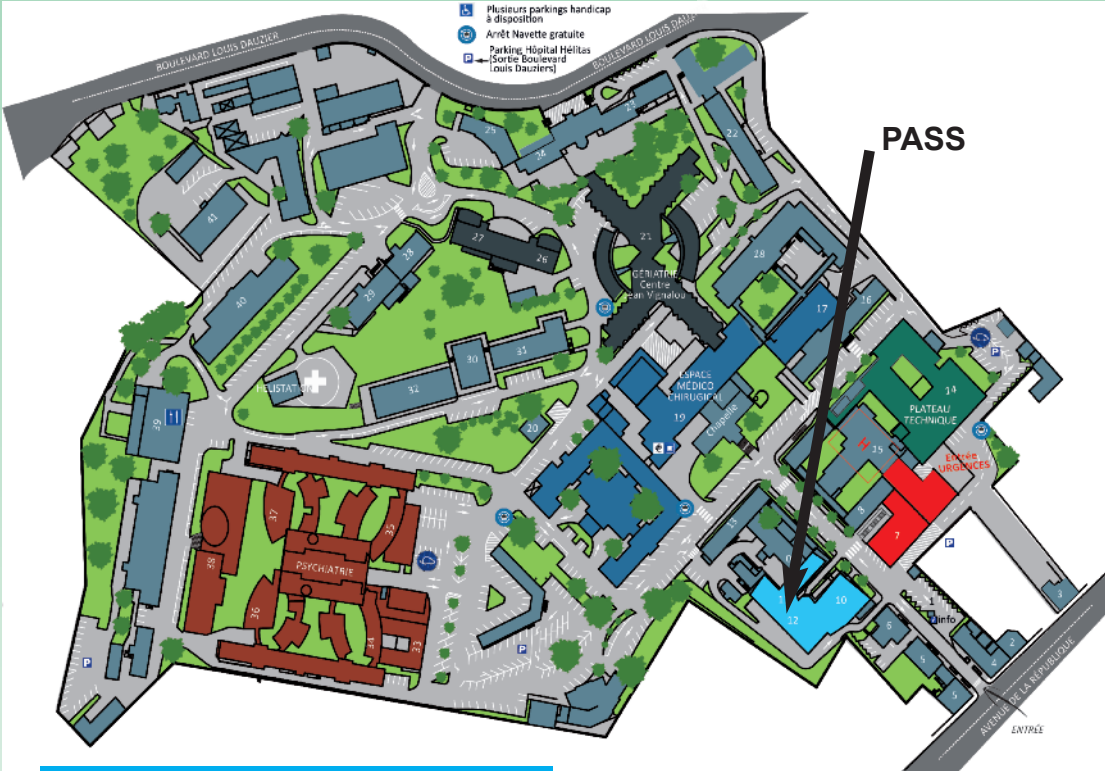 Plusieurs parkings handicap
à disposition
Arrêt Navette gratuite
Parking Hôpital Hélitas
(Sortie Boulevard
Louis Dauziers)
P
BOULEVARD LOUIS DAUZIER
BOULEVARD LOUIS DAUZIER
PASS
23
25
24
22
41
27
26
21
GÉRIATRIE
Centre
Jean Vignalou
28
28
29
40
17
16
30
31
32
HÉLISTATION
ESPACE
MÉDICO
CHIRUGICAL
19
Chapelle
14
PLATEAU
TECHNIQUE
P
20
39
H
15
Entrée
URGENCES
37
35
38
PSYCHIATRIE
36
34
33
13
8
7
P
10
12
1
info
6
5
5
4
2
3
P
P
AVENUE DE LA RÉPUBLIQUE
ENTRÉE